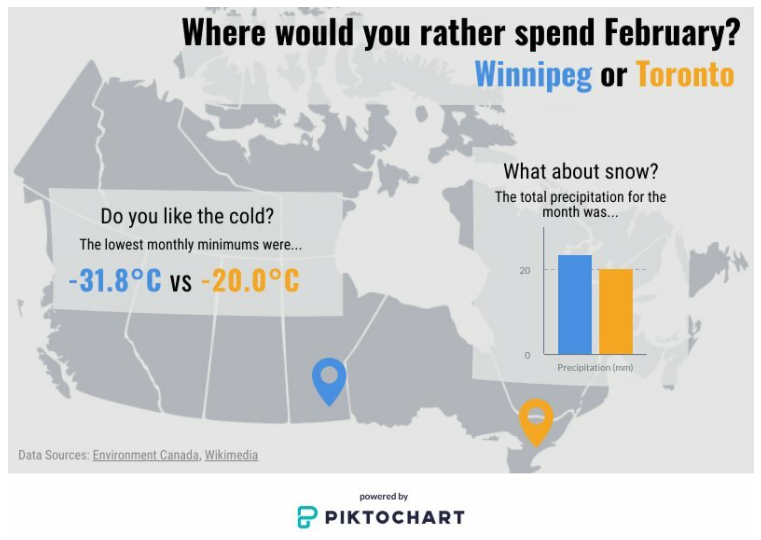 Where would you rather spend February?
Winnipeg or Toronto
Do you like the cold?
The lowest monthly minimums were...
-31.8°C vs -20.0°C
What about snow?
The total precipitation for the
month was...
20
0
Precipitation (mm)
Data Sources: Environment Canada, Wikimedia
powered by
PIKTOCHART